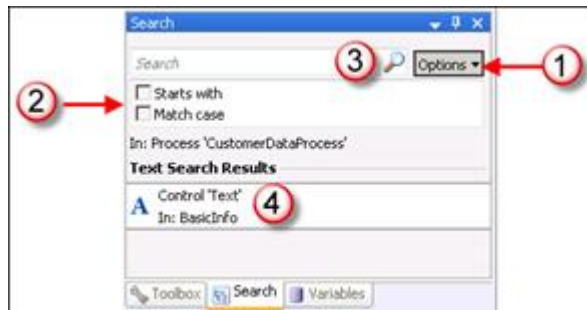 Search
Search
3
Options
1
2
Starts with
Match case
In: Process 'CustomerDataProcess'
Text Search Results
A
Control 'Text'
4
In: BasicInfo
Toolbox
Search
Variables